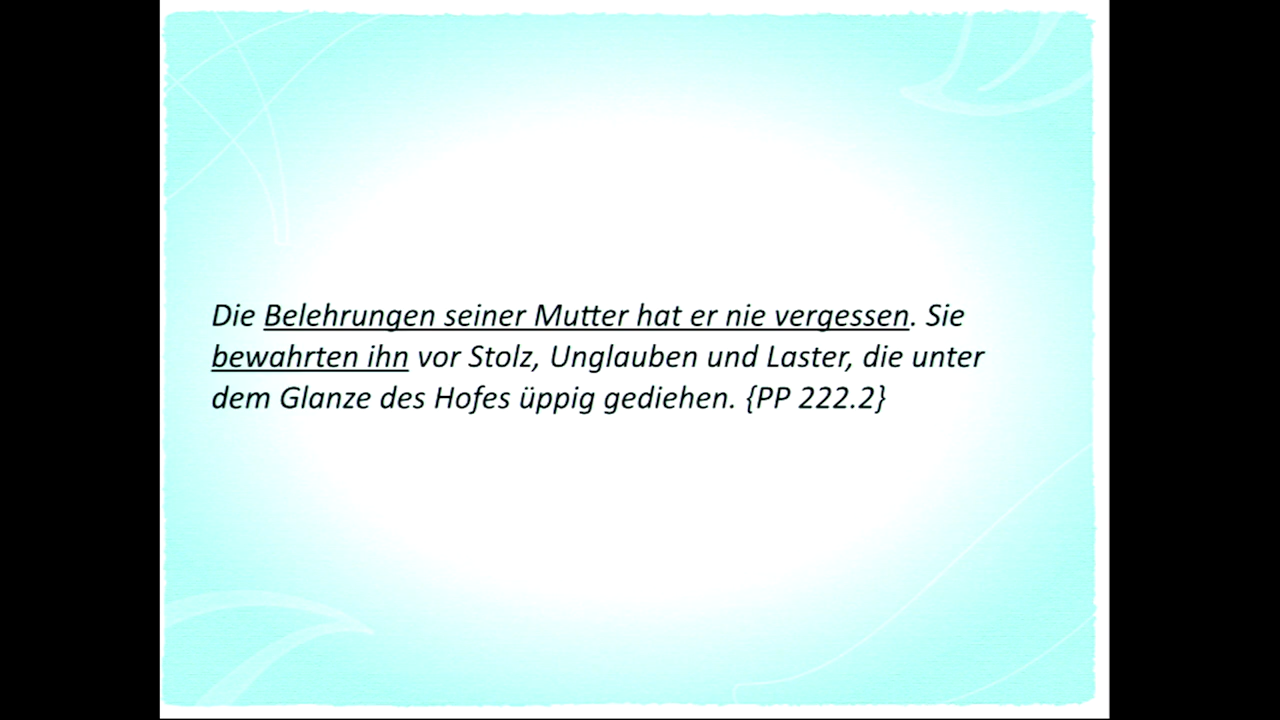 Die Belehrungen seiner Mutter hat er nie vergessen. Sie
bewahrten ihn vor Stolz, Unglauben und Laster, die unter
dem Glanze des Hofes üppig gediehen. {PP 222.2}